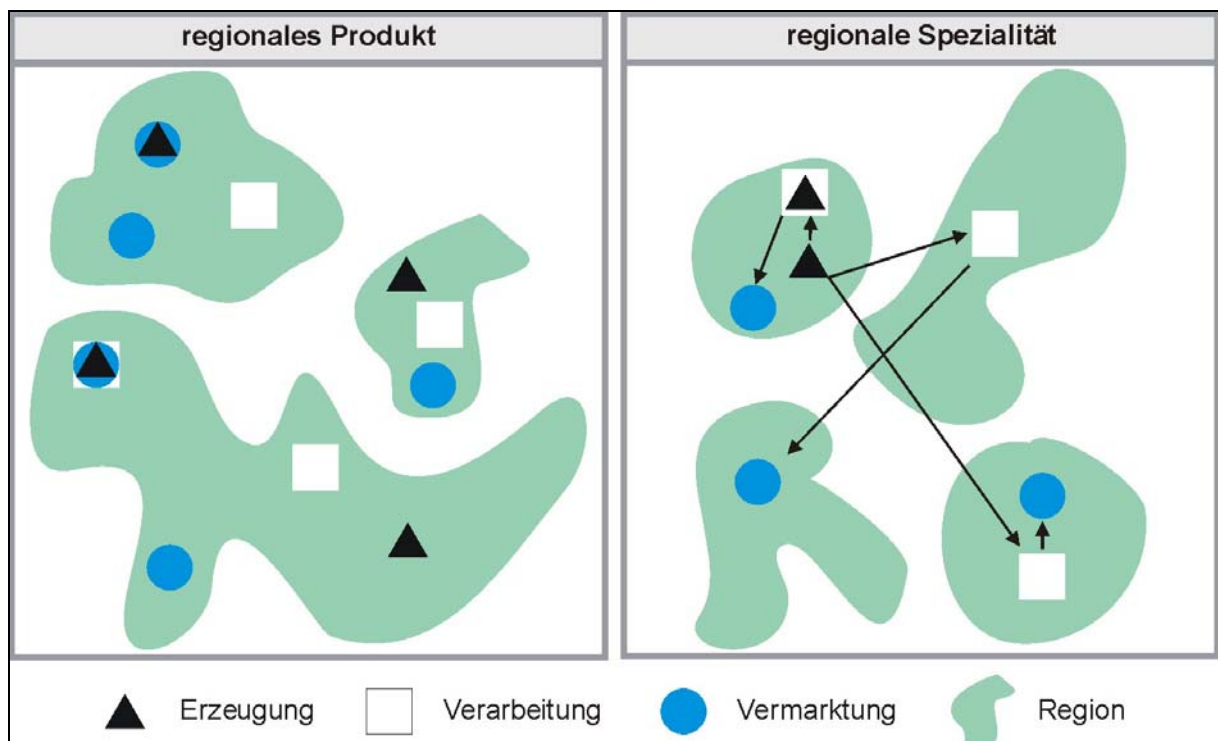 regionales Produkt
regionale Spezialität
Erzeugung
Verarbeitung
Vermarktung
Region